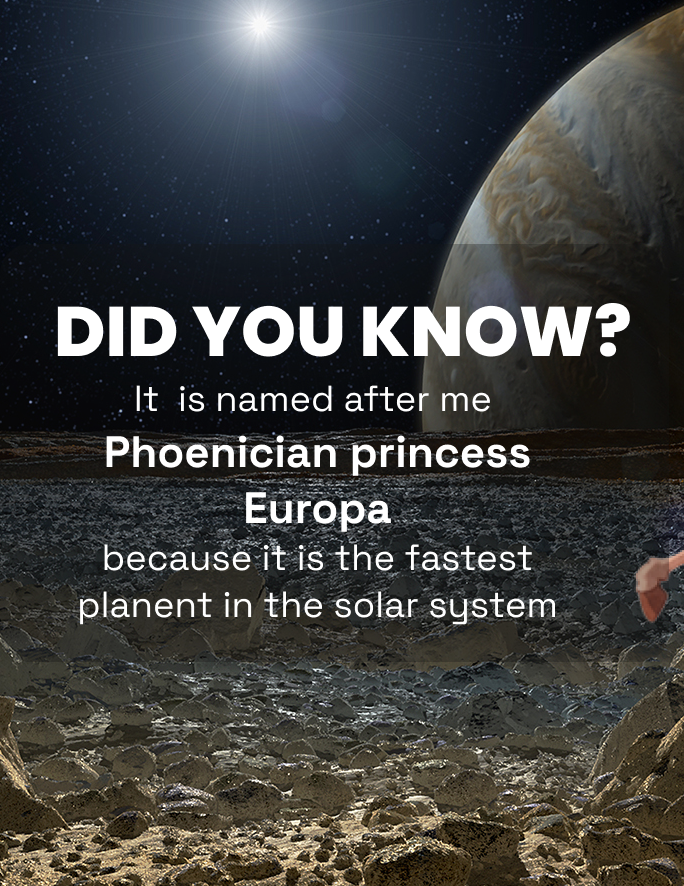 DID YOU KNOW?
It is named after me
Phoenician princess
Europa
because it is the fastest
planent in the solar system